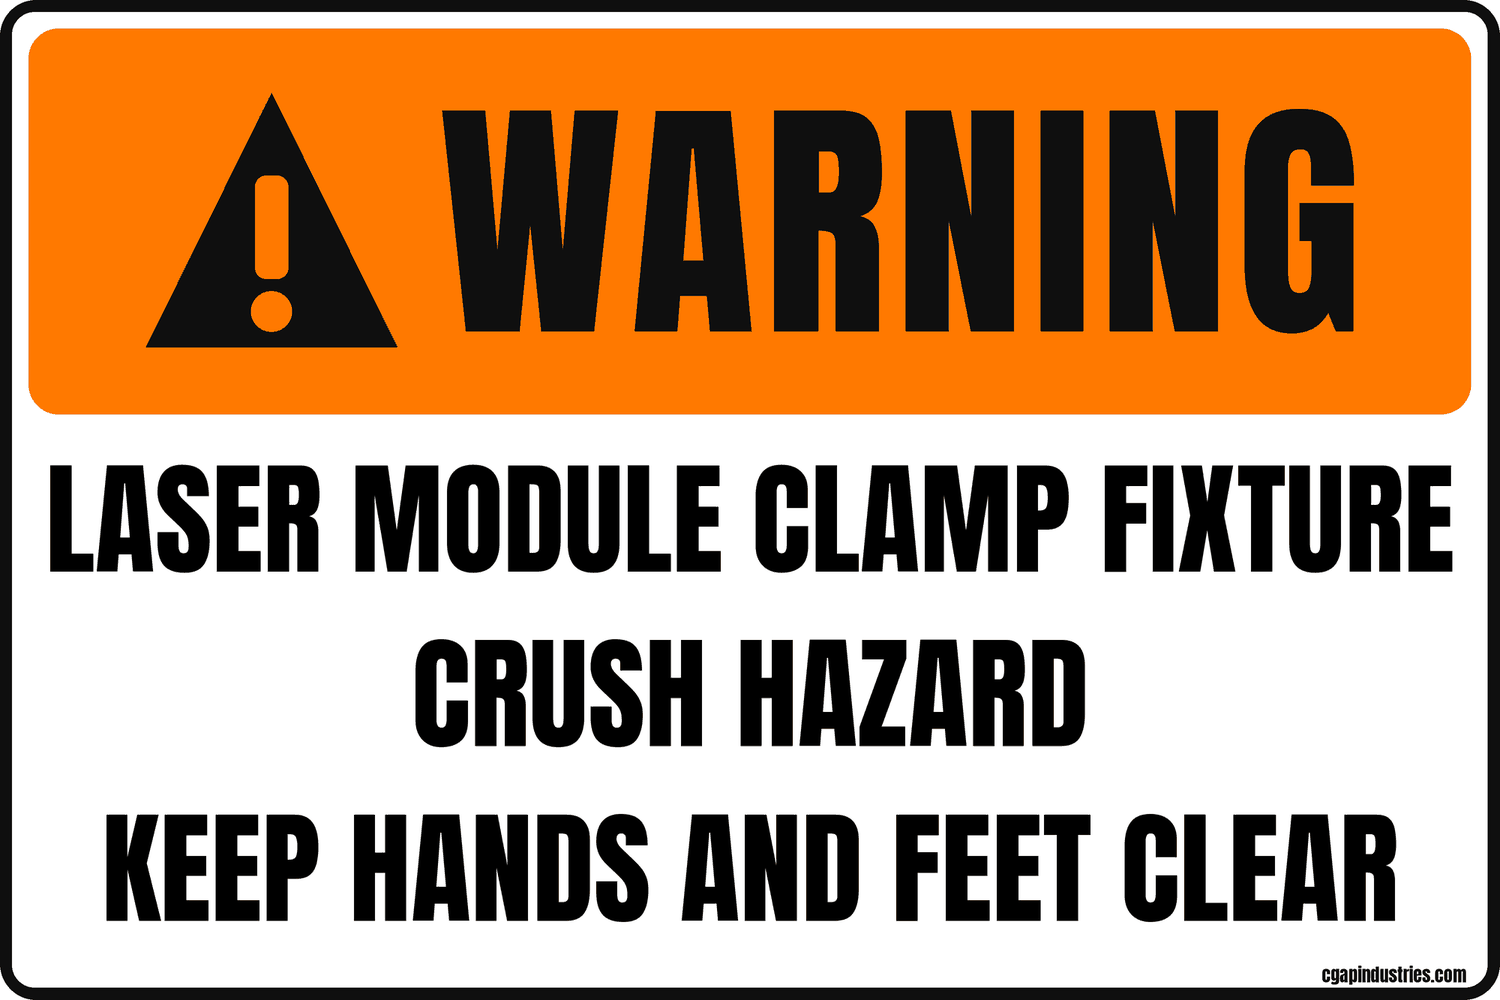 WARNING
LASER MODULE CLAMP FIXTURE
CRUSH HAZARD
KEEP HANDS AND FEET CLEAR
cgapindustries.com